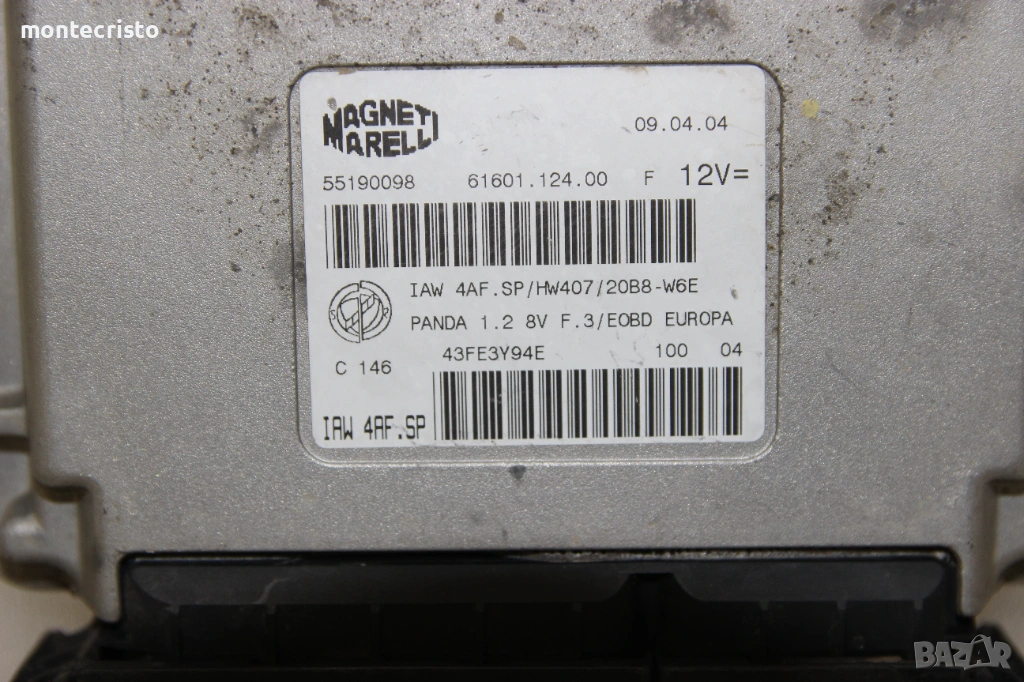 montecristo
MAGNETI
MARELLI
09.04.04
55190098 61601.124.00 F 12V=
IAW 4AF.SP/HW407/20B8-W6E
PANDA 1.2 8V F.3/EOBD EUROPA
C 146 43FE3Y94E 100 04
IAW 4AF.SP
BAZAR